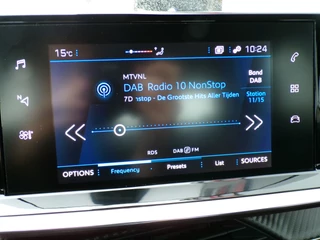 15°c
10:24
MTVNL
DAB Radio 10 NonStop
7D nstop - De Grootste Hits Aller Tijden
Band
DAB
Station
11/15
RDS DAB FM
OPTIONS Frequency Presets List SOURCES
N